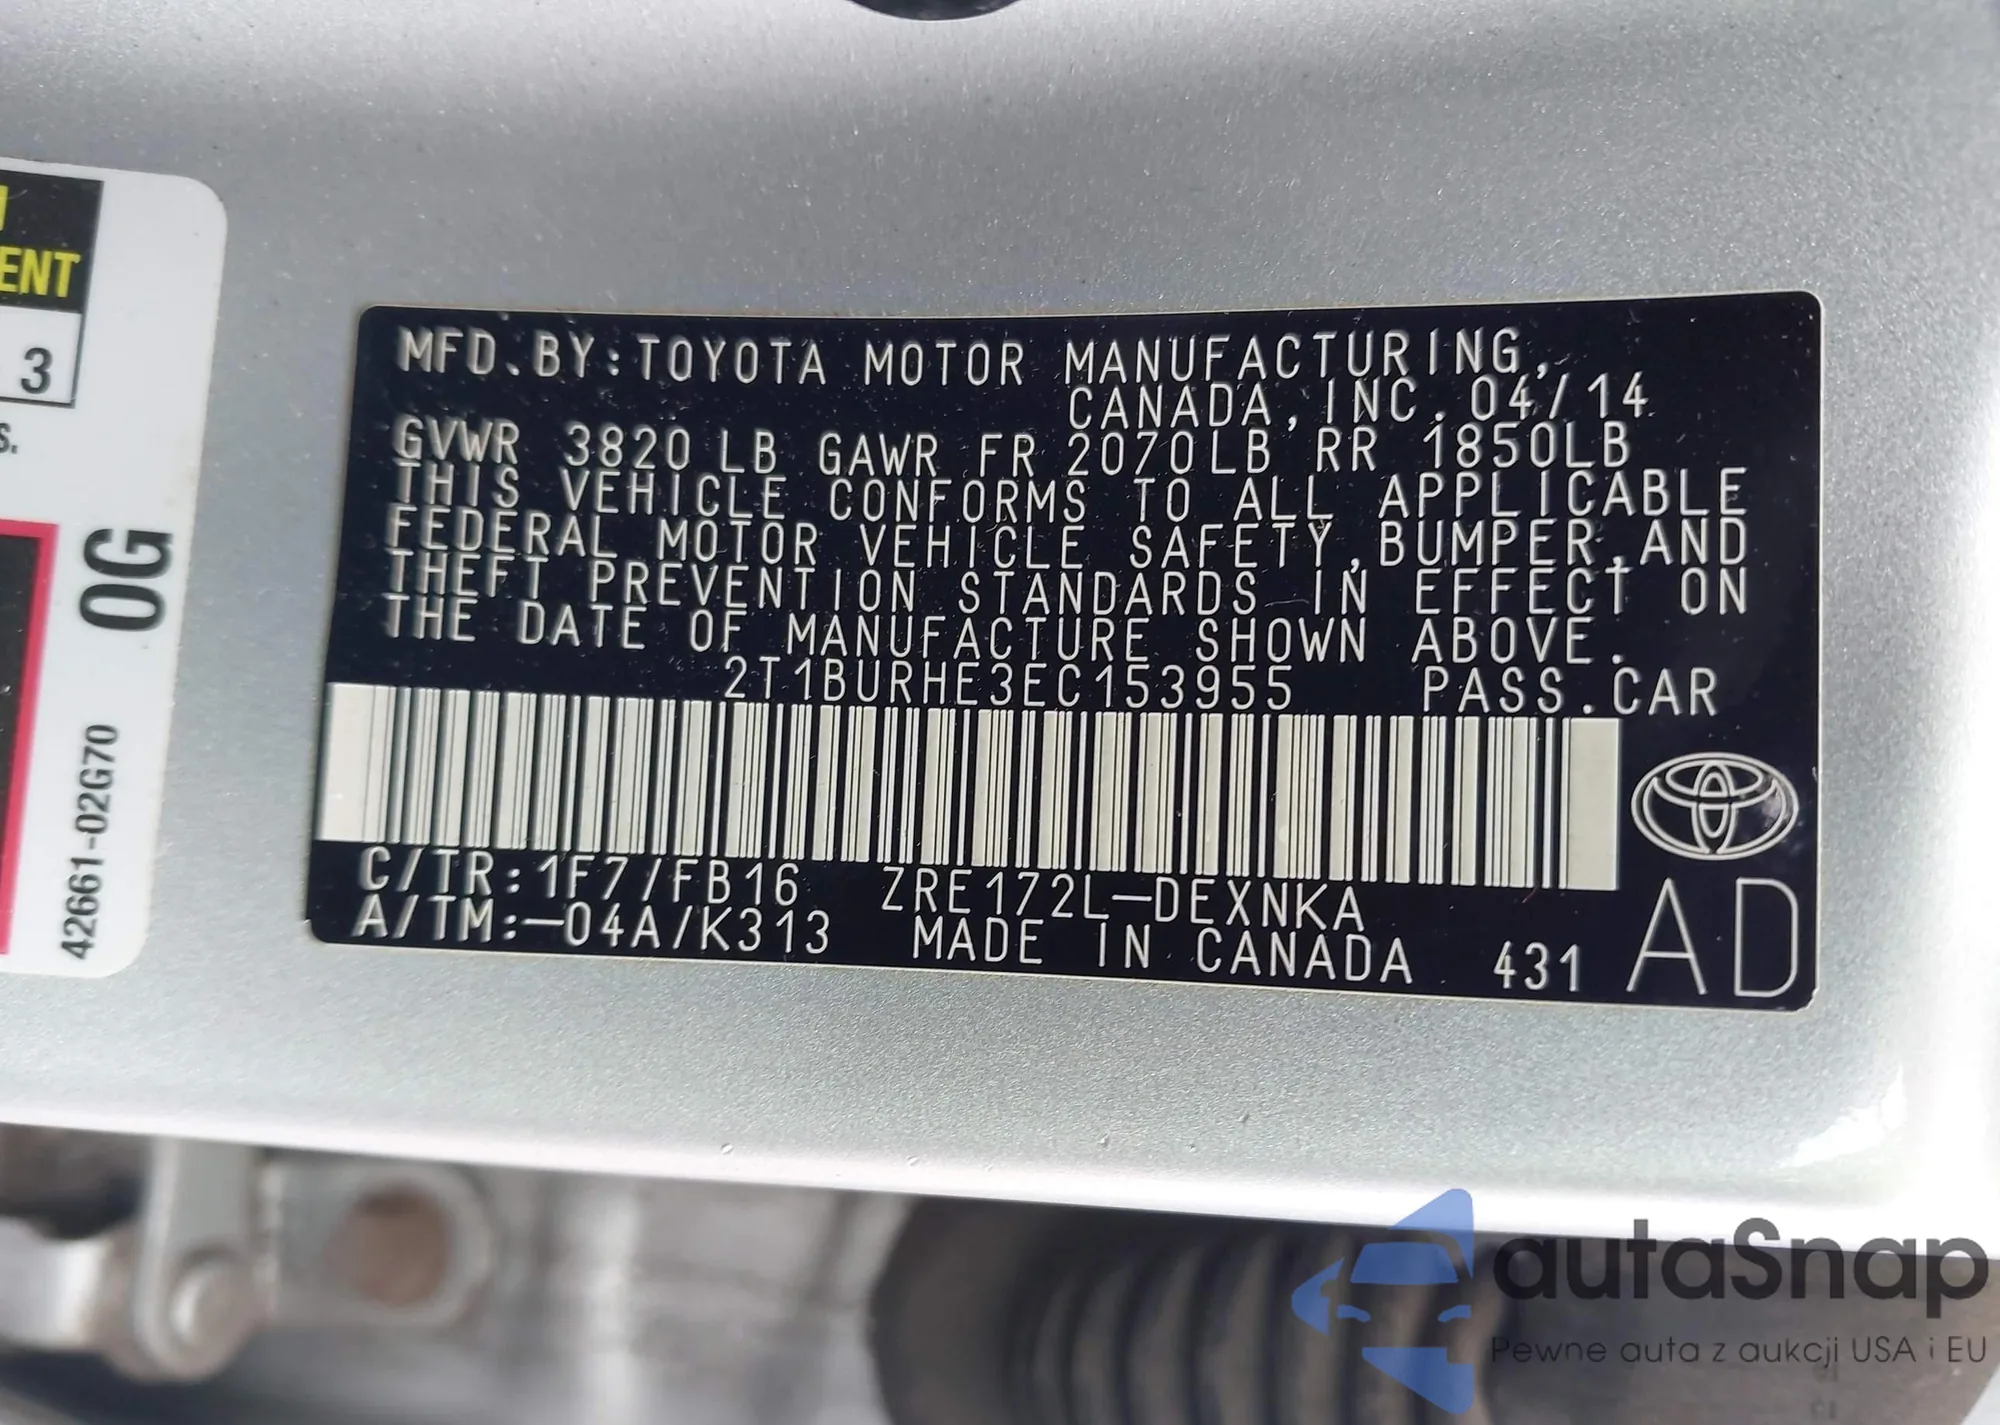 ENT
3
S.
0G
42661-02G70
MFD.BY:TOYOTA MOTOR MANUFACTURING,
CANADA,INC.04/14
GVWR 3820LB GAWR FR 2070LB RR 1850LB
THIS VEHICLE CONFORMS TO ALL APPLICABLE
FEDERAL MOTOR VEHICLE SAFETY,BUMPER,AND
THEFT PREVENTION STANDARDS IN EFFECT ON
THE DATE OF MANUFACTURE SHOWN ABOVE.
2T1BURHE3EC153955 PASS.CAR
C/TR:1F7/FB16 ZRE172L-DEXNKA
A/TM:-04A/K313 MADE IN CANADA 431
AD
autaSnap
Pewne auta z aukcji USA i EU